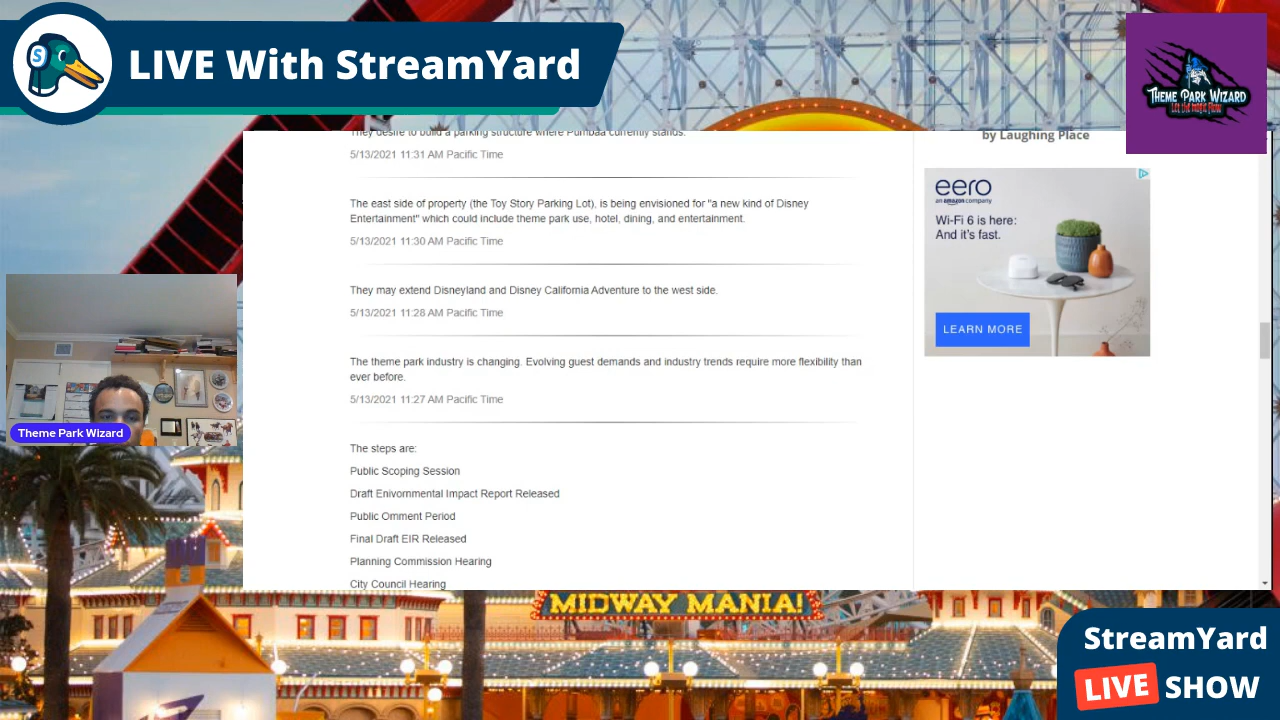 LIVE With StreamYard
S
THEME PARK WIZARD
Let the magic flow
They desire to build a parking structure where Pumbaa currently stands.
5/13/2021 11:31 AM Pacific Time
The east side of property (the Toy Story Parking Lot), is being envisioned for "a new kind of Disney
Entertainment" which could include theme park use, hotel, dining, and entertainment.
5/13/2021 11:30 AM Pacific Time
They may extend Disneyland and Disney California Adventure to the west side.
5/13/2021 11:28 AM Pacific Time
The theme park industry is changing. Evolving guest demands and industry trends require more flexibility than
ever before.
5/13/2021 11:27 AM Pacific Time
The steps are:
Public Scoping Session
Draft Enivornmental Impact Report Released
Public Omment Period
Final Draft EIR Released
Planning Commission Hearing
City Council Hearing
by Laughing Place
eero
an amazon company
Wi-Fi 6 is here:
And it's fast.
LEARN MORE
Theme Park Wizard
MIDWAY MANIA!
StreamYard
LIVE SHOW